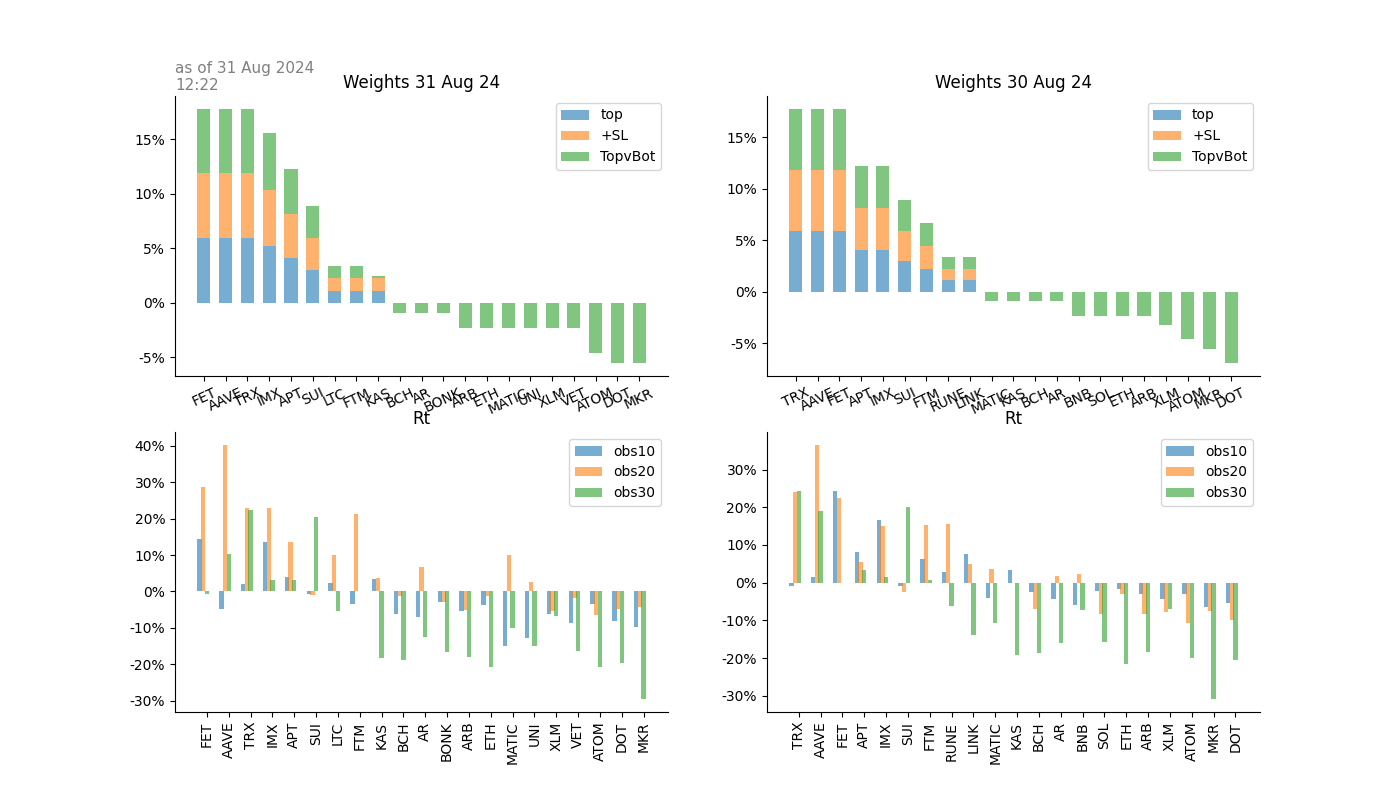 as of 31 Aug 2024
12:22
Weights 31 Aug 24
top
+SL
TopvBot
15%
10%
5%
0%
-5%
FET AAVE TRX IMX APT SUI LTC FTM KAS BCH AR BONK ARB ETH MATIC UNI XLM VET ATOM DOT MKR
Weights 30 Aug 24
top
+SL
TopvBot
15%
10%
5%
0%
-5%
TRX AAVE FET APT IMX SUI FTM RUNE LINK MATIC KAS BCH AR BNB SOL ETH ARB XLM ATOM MKR DOT
Rt
obs10
obs20
obs30
40%
30%
20%
10%
0%
-10%
-20%
-30%
FET AAVE TRX IMX APT SUI LTC FTM KAS BCH AR BONK ARB ETH MATIC UNI XLM VET ATOM DOT MKR
Rt
obs10
obs20
obs30
30%
20%
10%
0%
-10%
-20%
-30%
TRX AAVE FET APT IMX SUI FTM RUNE LINK MATIC KAS BCH AR BNB SOL ETH ARB XLM ATOM MKR DOT